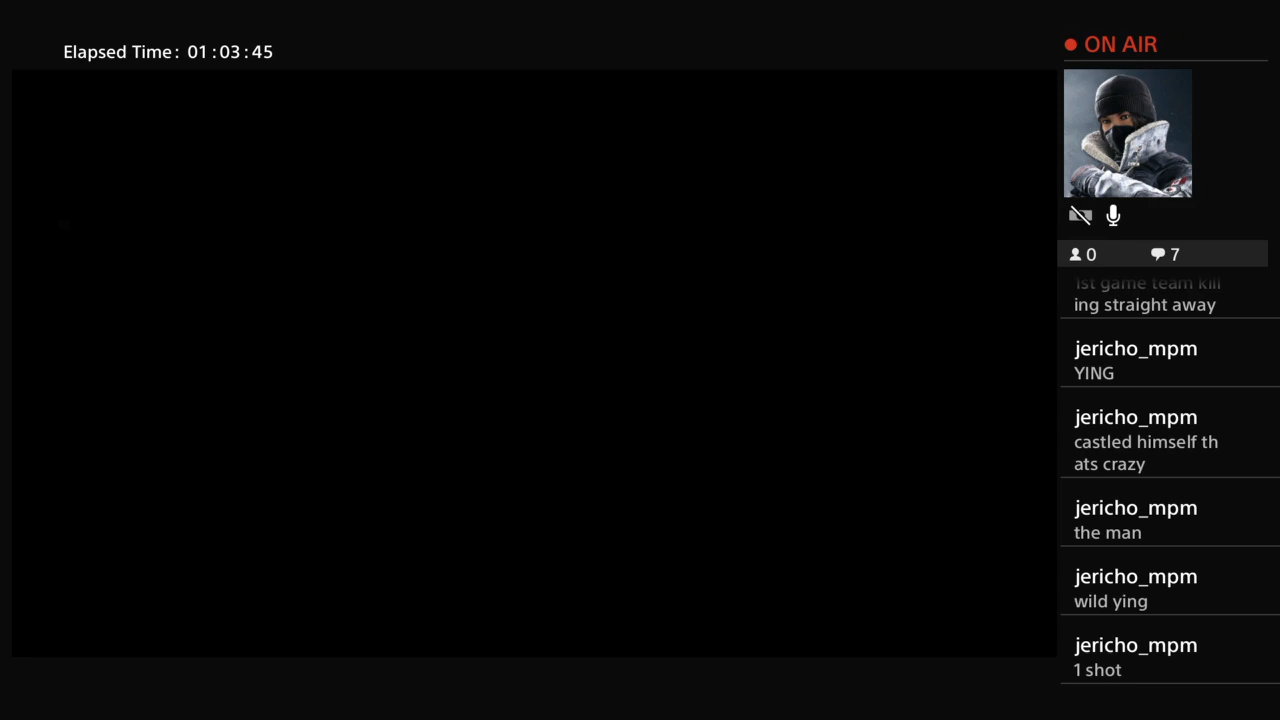 Elapsed Time: 01:03:45
ON AIR
0 7
1st game team kill
ing straight away
jericho_mpm
YING
jericho_mpm
castled himself th
ats crazy
jericho_mpm
the man
jericho_mpm
wild ying
jericho_mpm
1 shot